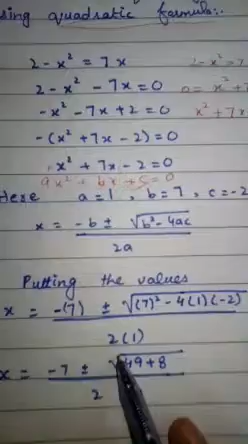 using quadratic formula:-
2 - x² = 7x
2 - x² - 7x = 0
-x² - 7x + 2 = 0
-(x² + 7x - 2) = 0
x² + 7x - 2 = 0
ax² + bx + c = 0
Here a = 1, b = 7, c = -2
x = -b ± √b² - 4ac
2a
Putting the values
x = -(7) ± √(7)² - 4(1)(-2)
2(1)
x = -7 ± √49 + 8
2